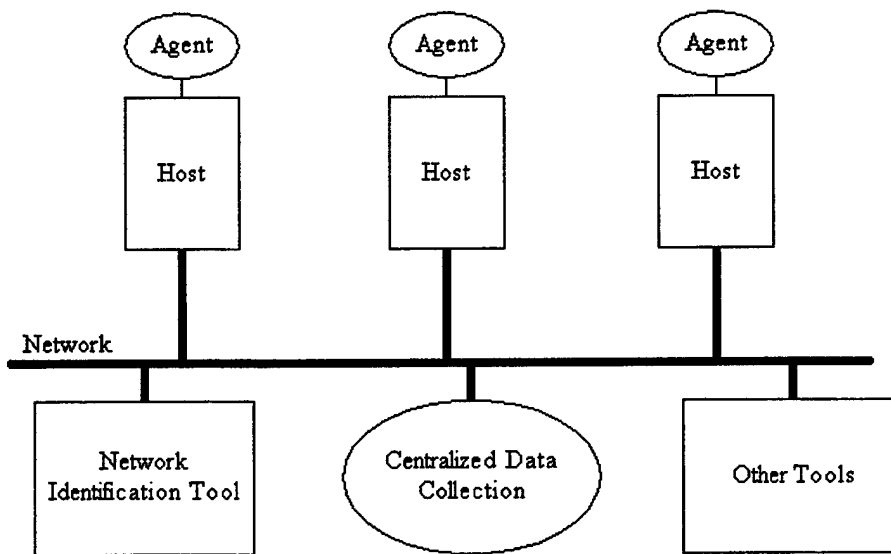 Agent
Agent
Agent
Host
Host
Host
Network
Network
Identification Tool
Centralized Data
Collection
Other Tools